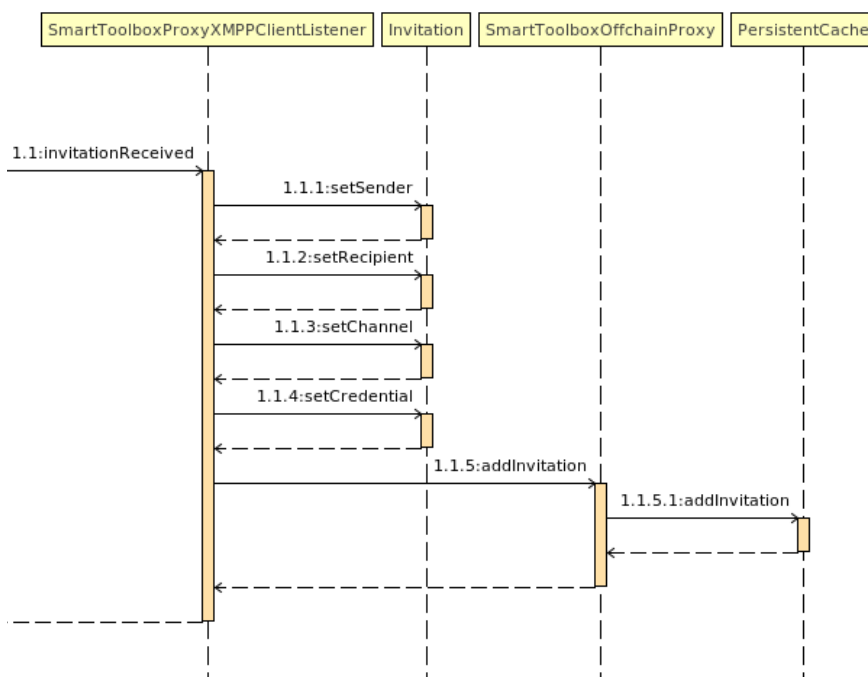 SmartToolboxProxyXMPPClientListener
Invitation
SmartToolboxOffchainProxy
PersistentCache
1.1:invitationReceived
1.1.1:setSender
1.1.2:setRecipient
1.1.3:setChannel
1.1.4:setCredential
1.1.5:addInvitation
1.1.5.1:addInvitation